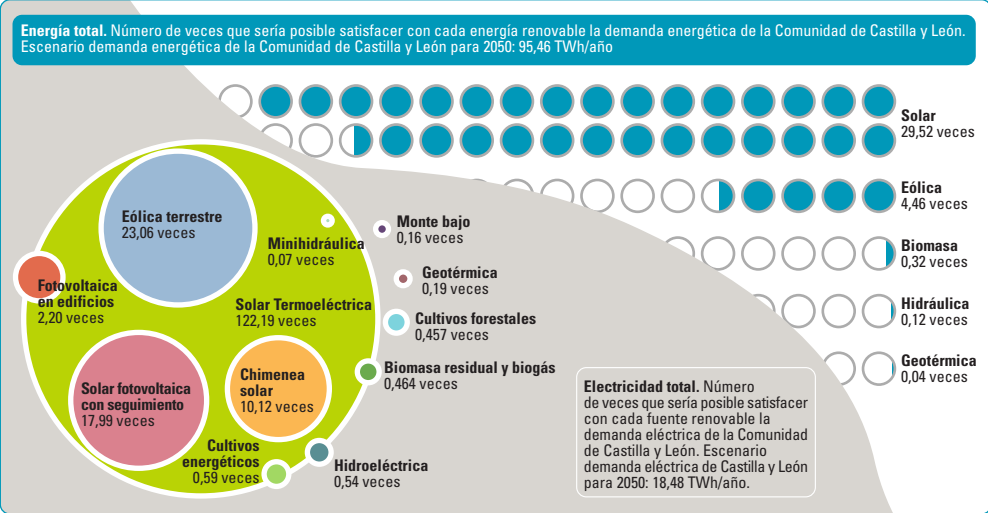 Energía total. Número de veces que sería posible satisfacer con cada energía renovable la demanda energética de la Comunidad de Castilla y León.
Escenario demanda energética de la Comunidad de Castilla y León para 2050: 95,46 TWh/año
Solar
29,52 veces
Eólica
4,46 veces
Biomasa
0,32 veces
Hidráulica
0,12 veces
Geotérmica
0,04 veces
Eólica terrestre
23,06 veces
Minihidráulica
0,07 veces
Monte bajo
0,16 veces
Geotérmica
0,19 veces
Fotovoltaica
en edificios
2,20 veces
Solar Termoeléctrica
122,19 veces
Cultivos forestales
0,457 veces
Biomasa residual y biogás
0,464 veces
Solar fotovoltaica
con seguimiento
17,99 veces
Chimenea
solar
10,12 veces
Cultivos
energéticos
0,59 veces
Hidroeléctrica
0,54 veces
Electricidad total. Número
de veces que sería posible satisfacer
con cada fuente renovable la
demanda eléctrica de la Comunidad
de Castilla y León. Escenario
demanda eléctrica de Castilla y León
para 2050: 18,48 TWh/año.